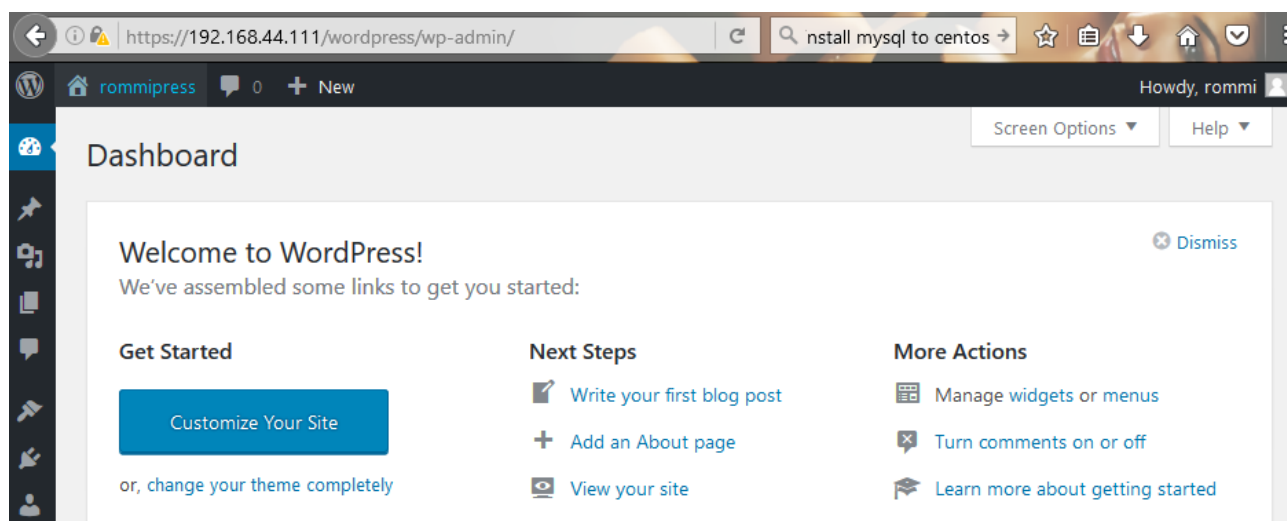 https://192.168.44.111/wordpress/wp-admin/ nstall mysql to centos
rommipress 0 New Howdy, rommi
Screen Options Help
Dashboard
Welcome to WordPress! Dismiss
We've assembled some links to get you started:
Get Started Next Steps More Actions
Customize Your Site Write your first blog post Manage widgets or menus
Add an About page Turn comments on or off
or, change your theme completely View your site Learn more about getting started